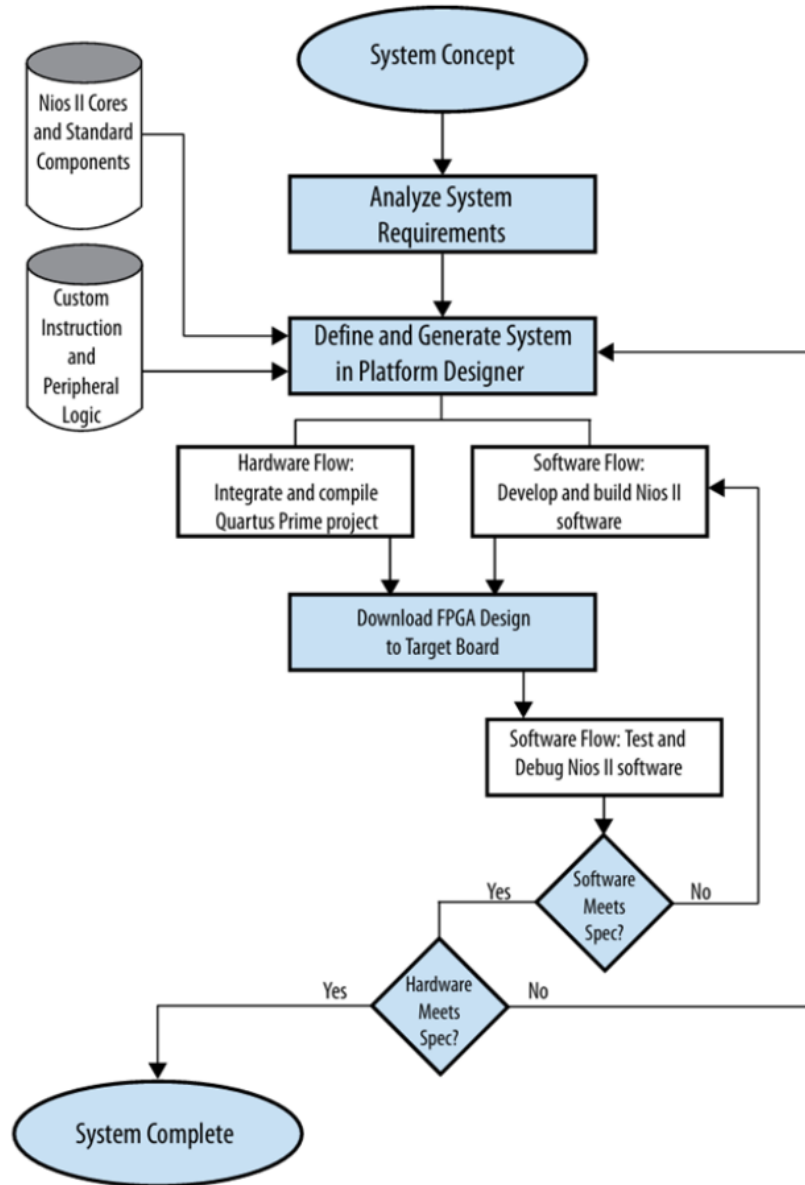 System Concept
Nios II Cores
and Standard
Components
Analyze System
Requirements
Custom
Instruction
and
Peripheral
Logic
Define and Generate System
in Platform Designer
Hardware Flow:
Integrate and compile
Quartus Prime project
Software Flow:
Develop and build Nios II
software
Download FPGA Design
to Target Board
Software Flow: Test and
Debug Nios II software
Software
Meets
Spec?
Yes
No
Hardware
Meets
Spec?
Yes
No
System Complete